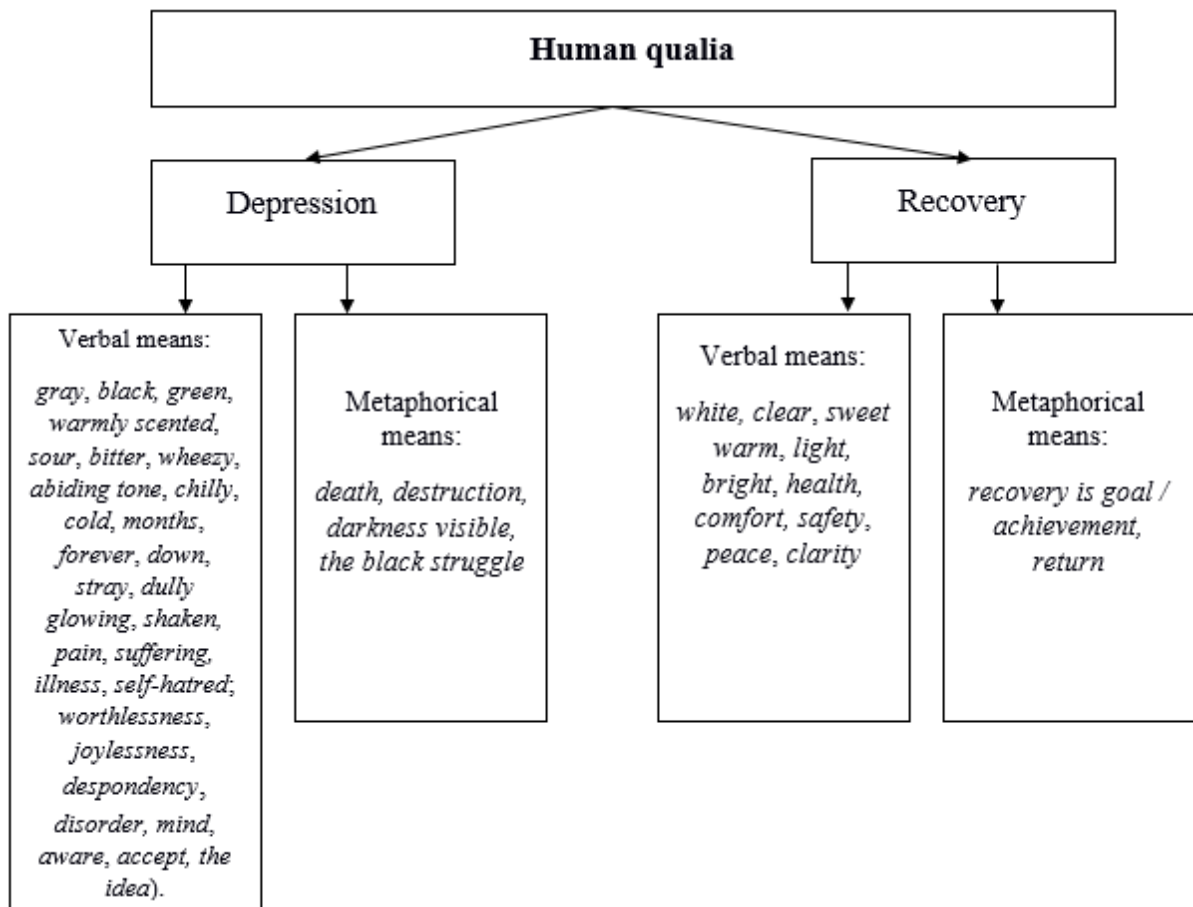 Human qualia
Depression
Recovery
Verbal means:
gray, black, green,
warmly scented,
sour, bitter, wheezy,
abiding tone, chilly,
cold, months,
forever, down,
stray, dully
glowing, shaken,
pain, suffering,
illness, self-hatred;
worthlessness,
joylessness,
despondency,
disorder, mind,
aware, accept, the
idea).
Metaphorical
means:
death, destruction,
darkness visible,
the black struggle
Verbal means:
white, clear, sweet
warm, light,
bright, health,
comfort, safety,
peace, clarity
Metaphorical
means:
recovery is goal /
achievement,
return